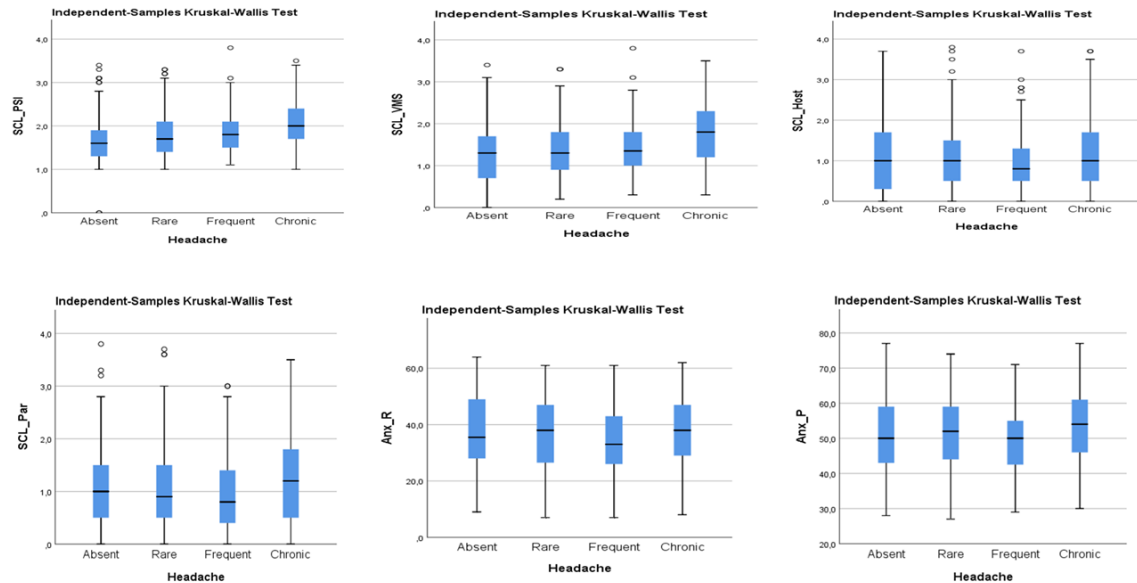 Independent-Samples Kruskal-Wallis Test
4,0
3,0
2,0
1,0
,0
SCL_PSI
Absent Rare Frequent Chronic
Headache
Independent-Samples Kruskal-Wallis Test
4,0
3,0
2,0
1,0
,0
SCL_VMS
Absent Rare Frequent Chronic
Headache
Independent-Samples Kruskal-Wallis Test
4,0
3,0
2,0
1,0
,0
SCL_Host
Absent Rare Frequent Chronic
Headache
Independent-Samples Kruskal-Wallis Test
4,0
3,0
2,0
1,0
,0
SCL_Par
Absent Rare Frequent Chronic
Headache
Independent-Samples Kruskal-Wallis Test
60,0
40,0
20,0
,0
Anx_R
Absent Rare Frequent Chronic
Headache
Independent-Samples Kruskal-Wallis Test
80,0
70,0
60,0
50,0
40,0
30,0
20,0
Anx_P
Absent Rare Frequent Chronic
Headache